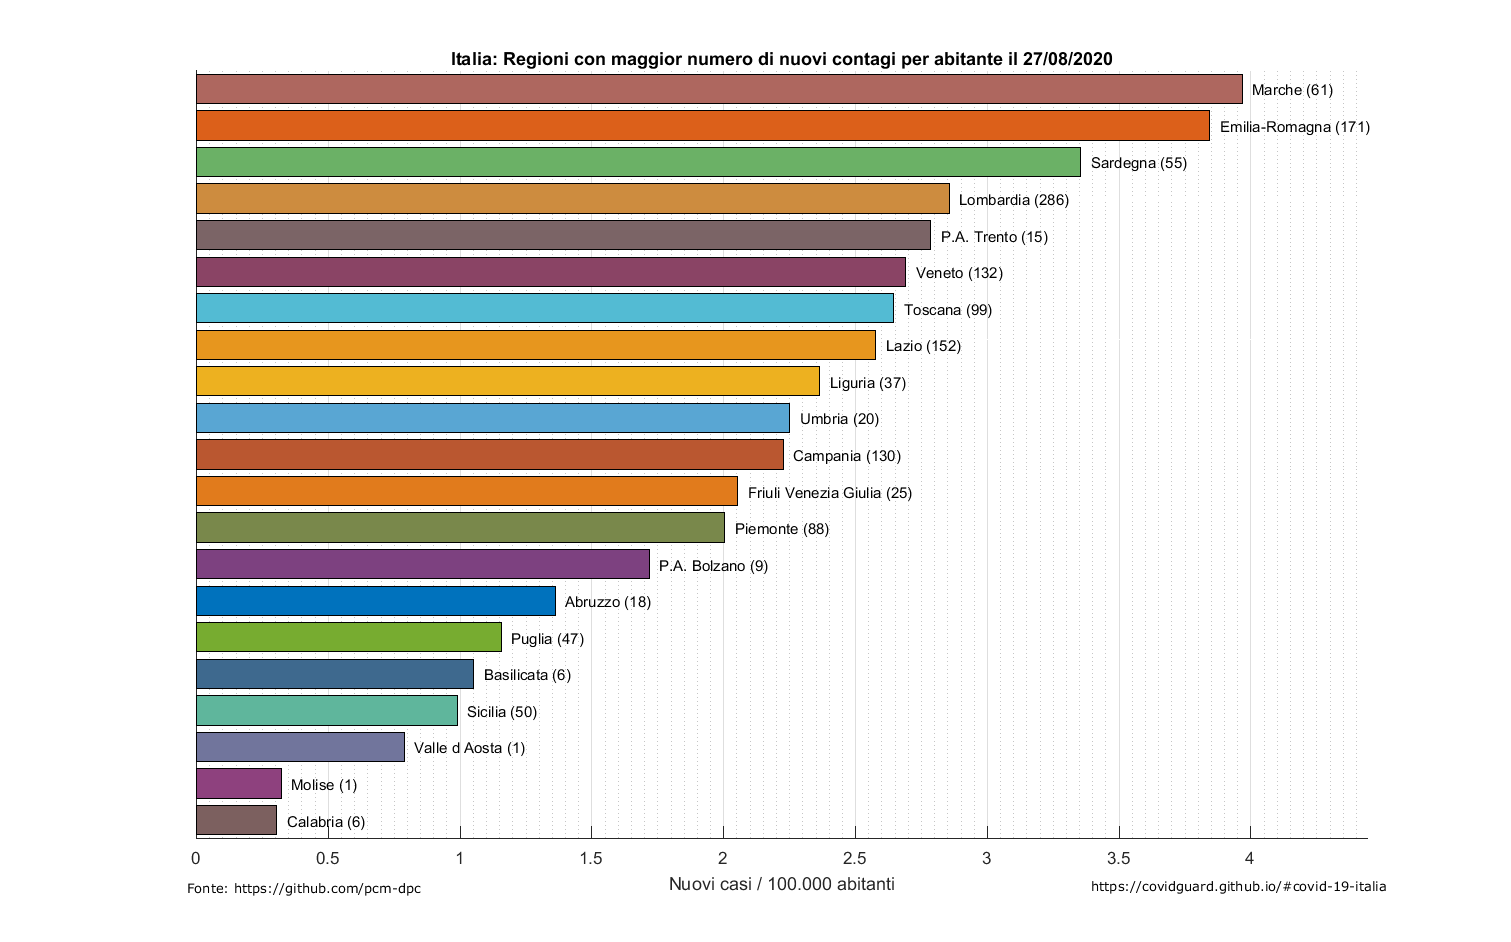 Italia: Regioni con maggior numero di nuovi contagi per abitante il 27/08/2020
Marche (61)
Emilia-Romagna (171)
Sardegna (55)
Lombardia (286)
P.A. Trento (15)
Veneto (132)
Toscana (99)
Lazio (152)
Liguria (37)
Umbria (20)
Campania (130)
Friuli Venezia Giulia (25)
Piemonte (88)
P.A. Bolzano (9)
Abruzzo (18)
Puglia (47)
Basilicata (6)
Sicilia (50)
Valle d Aosta (1)
Molise (1)
Calabria (6)
0 0.5 1 1.5 2 2.5 3 3.5 4
Nuovi casi / 100.000 abitanti
Fonte: https://github.com/pcm-dpc
https://covidguard.github.io/#covid-19-italia